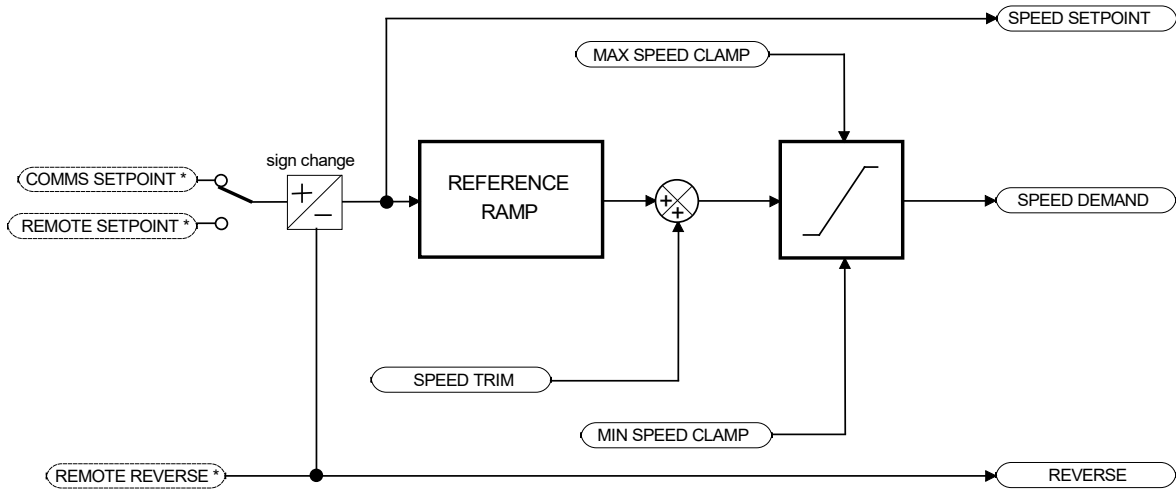 SPEED SETPOINT
MAX SPEED CLAMP
sign change
COMMS SETPOINT *
+
−
REFERENCE
RAMP
+
+
REMOTE SETPOINT *
SPEED DEMAND
SPEED TRIM
MIN SPEED CLAMP
REMOTE REVERSE *
REVERSE